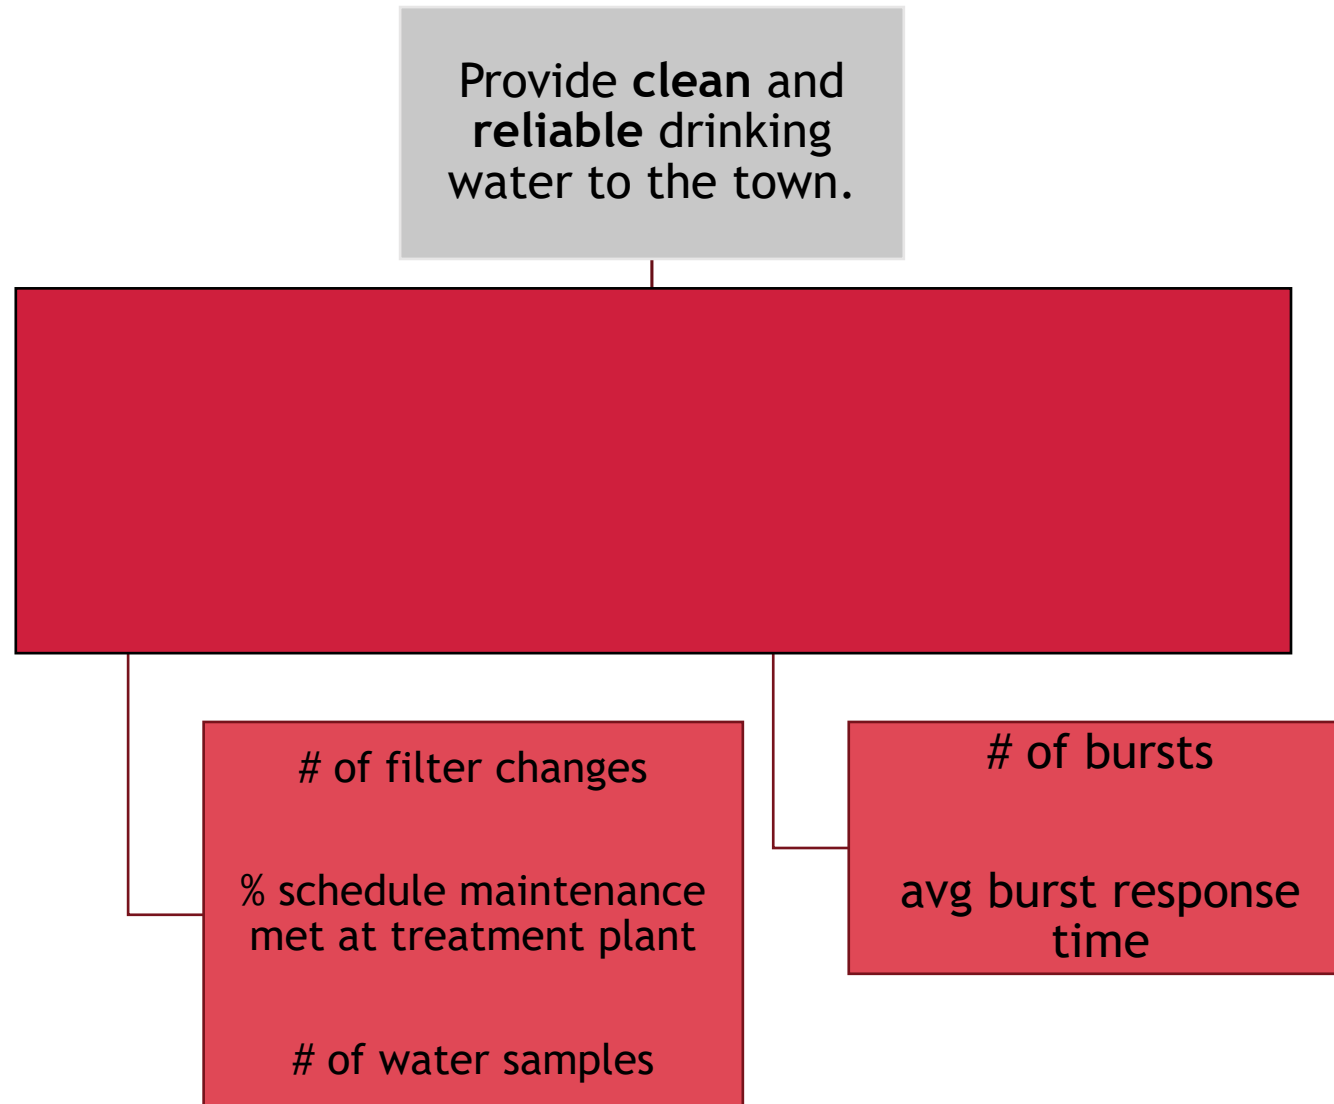 Provide clean and
reliable drinking
water to the town.
# of filter changes
% schedule maintenance
met at treatment plant
# of water samples
# of bursts
avg burst response
time